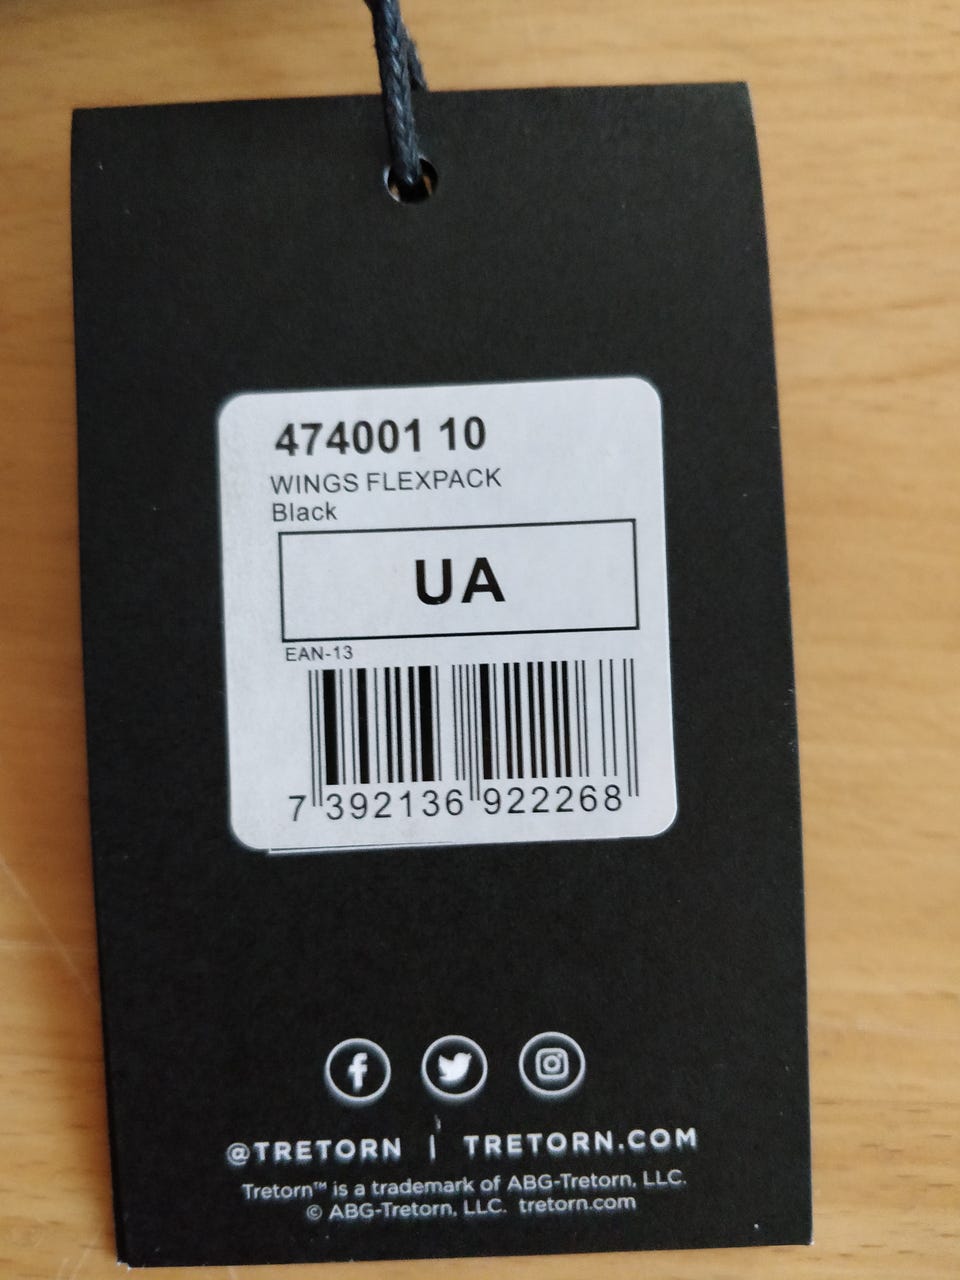 474001 10
WINGS FLEXPACK
Black
UA
EAN-13
7 392136 922268
@TRETORN | TRETORN.COM
Tretorn™ is a trademark of ABG-Tretorn, LLC.
© ABG-Tretorn, LLC. tretorn.com